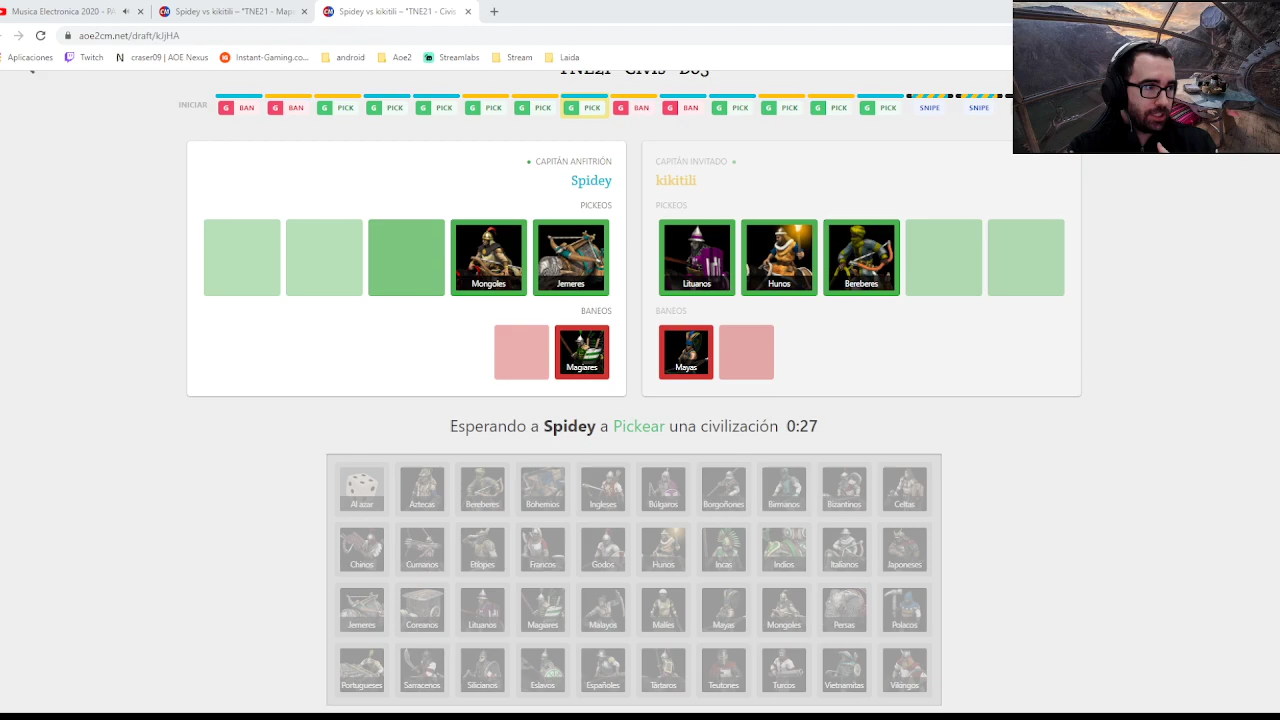 Musica Electronica 2020 - PA
Spidey vs kikitili – "TNE21 - Map
Spidey vs kikitili – "TNE21 - Civis
aoe2cm.net/draft/kJjHA
Aplicaciones
Twitch
craser09 | AOE Nexus
Instant-Gaming.co...
android
Aoe2
Streamlabs
Stream
Laida
TNE21 - Civis - Bo5
INICIAR
G BAN
G BAN
G PICK
G PICK
G PICK
G PICK
G PICK
G PICK
G BAN
G BAN
G PICK
G PICK
G PICK
G PICK
SNIPE
SNIPE
CAPITÁN ANFITRIÓN
Spidey
PICKEOS
Mongoles
Jemeres
BANEOS
Magiares
CAPITÁN INVITADO
kikitili
PICKEOS
Lituanos
Hunos
Bereberes
BANEOS
Mayas
Esperando a Spidey a Pickear una civilización 0:27
Al azar
Aztecas
Bereberes
Bohemios
Ingleses
Búlgaros
Borgoñones
Birmanos
Bizantinos
Celtas
Chinos
Cumanos
Etíopes
Francos
Godos
Hunos
Incas
Indios
Italianos
Japoneses
Jemeres
Coreanos
Lituanos
Magiares
Malayos
Malíes
Mayas
Mongoles
Persas
Polacos
Portugueses
Sarracenos
Sicilianos
Eslavos
Españoles
Tártaros
Teutones
Turcos
Vietnamitas
Vikingos